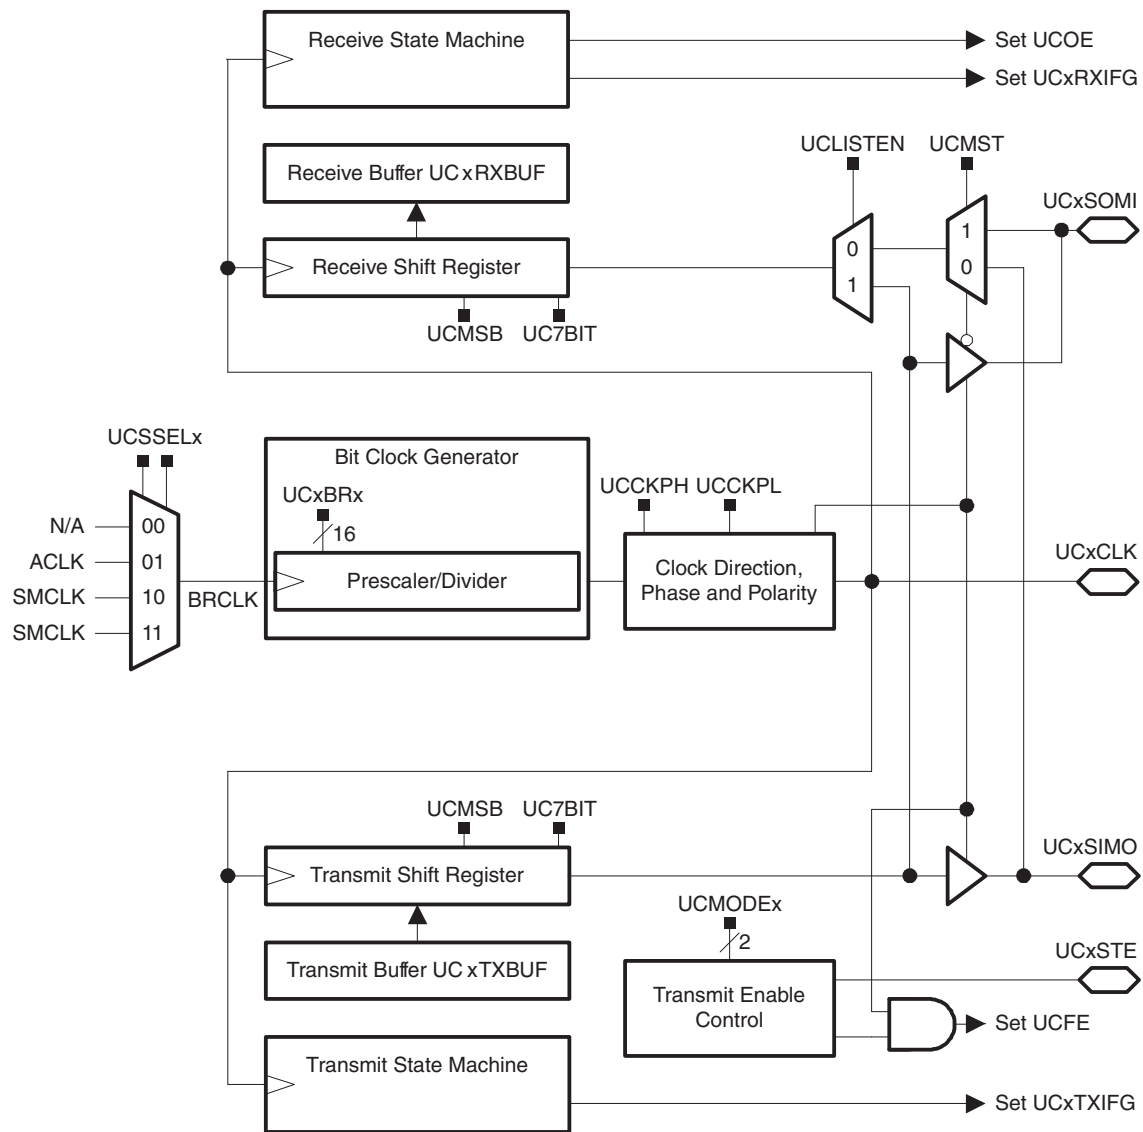 Receive State Machine
Set UCOE
Set UCxRXIFG
Receive Buffer UCxRXBUF
UCLISTEN
UCMST
UCxSOMI
Receive Shift Register
0
1
1
0
UCMSB
UC7BIT
UCSSELx
N/A
ACLK
SMCLK
SMCLK
00
01
10
11
BRCLK
Bit Clock Generator
UCxBRx
16
Prescaler/Divider
UCCKPH
UCCKPL
Clock Direction,
Phase and Polarity
UCxCLK
UCMSB
UC7BIT
Transmit Shift Register
UCxSIMO
Transmit Buffer UCxTXBUF
UCMODEx
2
Transmit Enable
Control
UCxSTE
Set UCFE
Transmit State Machine
Set UCxTXIFG